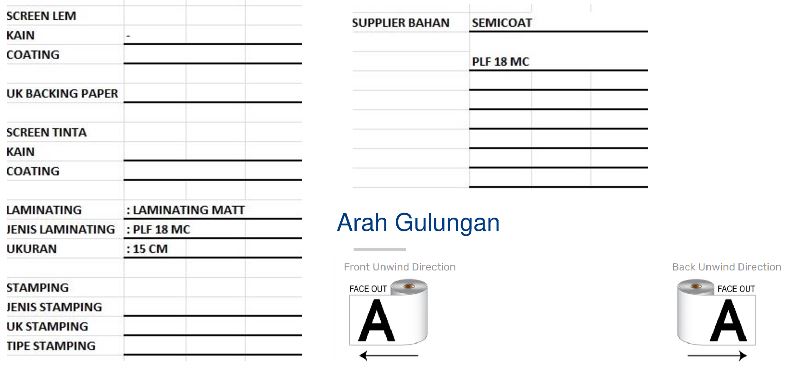 SCREEN LEM
KAIN -
COATING
UK BACKING PAPER
SCREEN TINTA
KAIN
COATING
LAMINATING : LAMINATING MATT
JENIS LAMINATING : PLF 18 MC
UKURAN : 15 CM
STAMPING
JENIS STAMPING
UK STAMPING
TIPE STAMPING
SUPPLIER BAHAN SEMICOAT
PLF 18 MC
Arah Gulungan
Front Unwind Direction
FACE OUT
A
Back Unwind Direction
FACE OUT
A